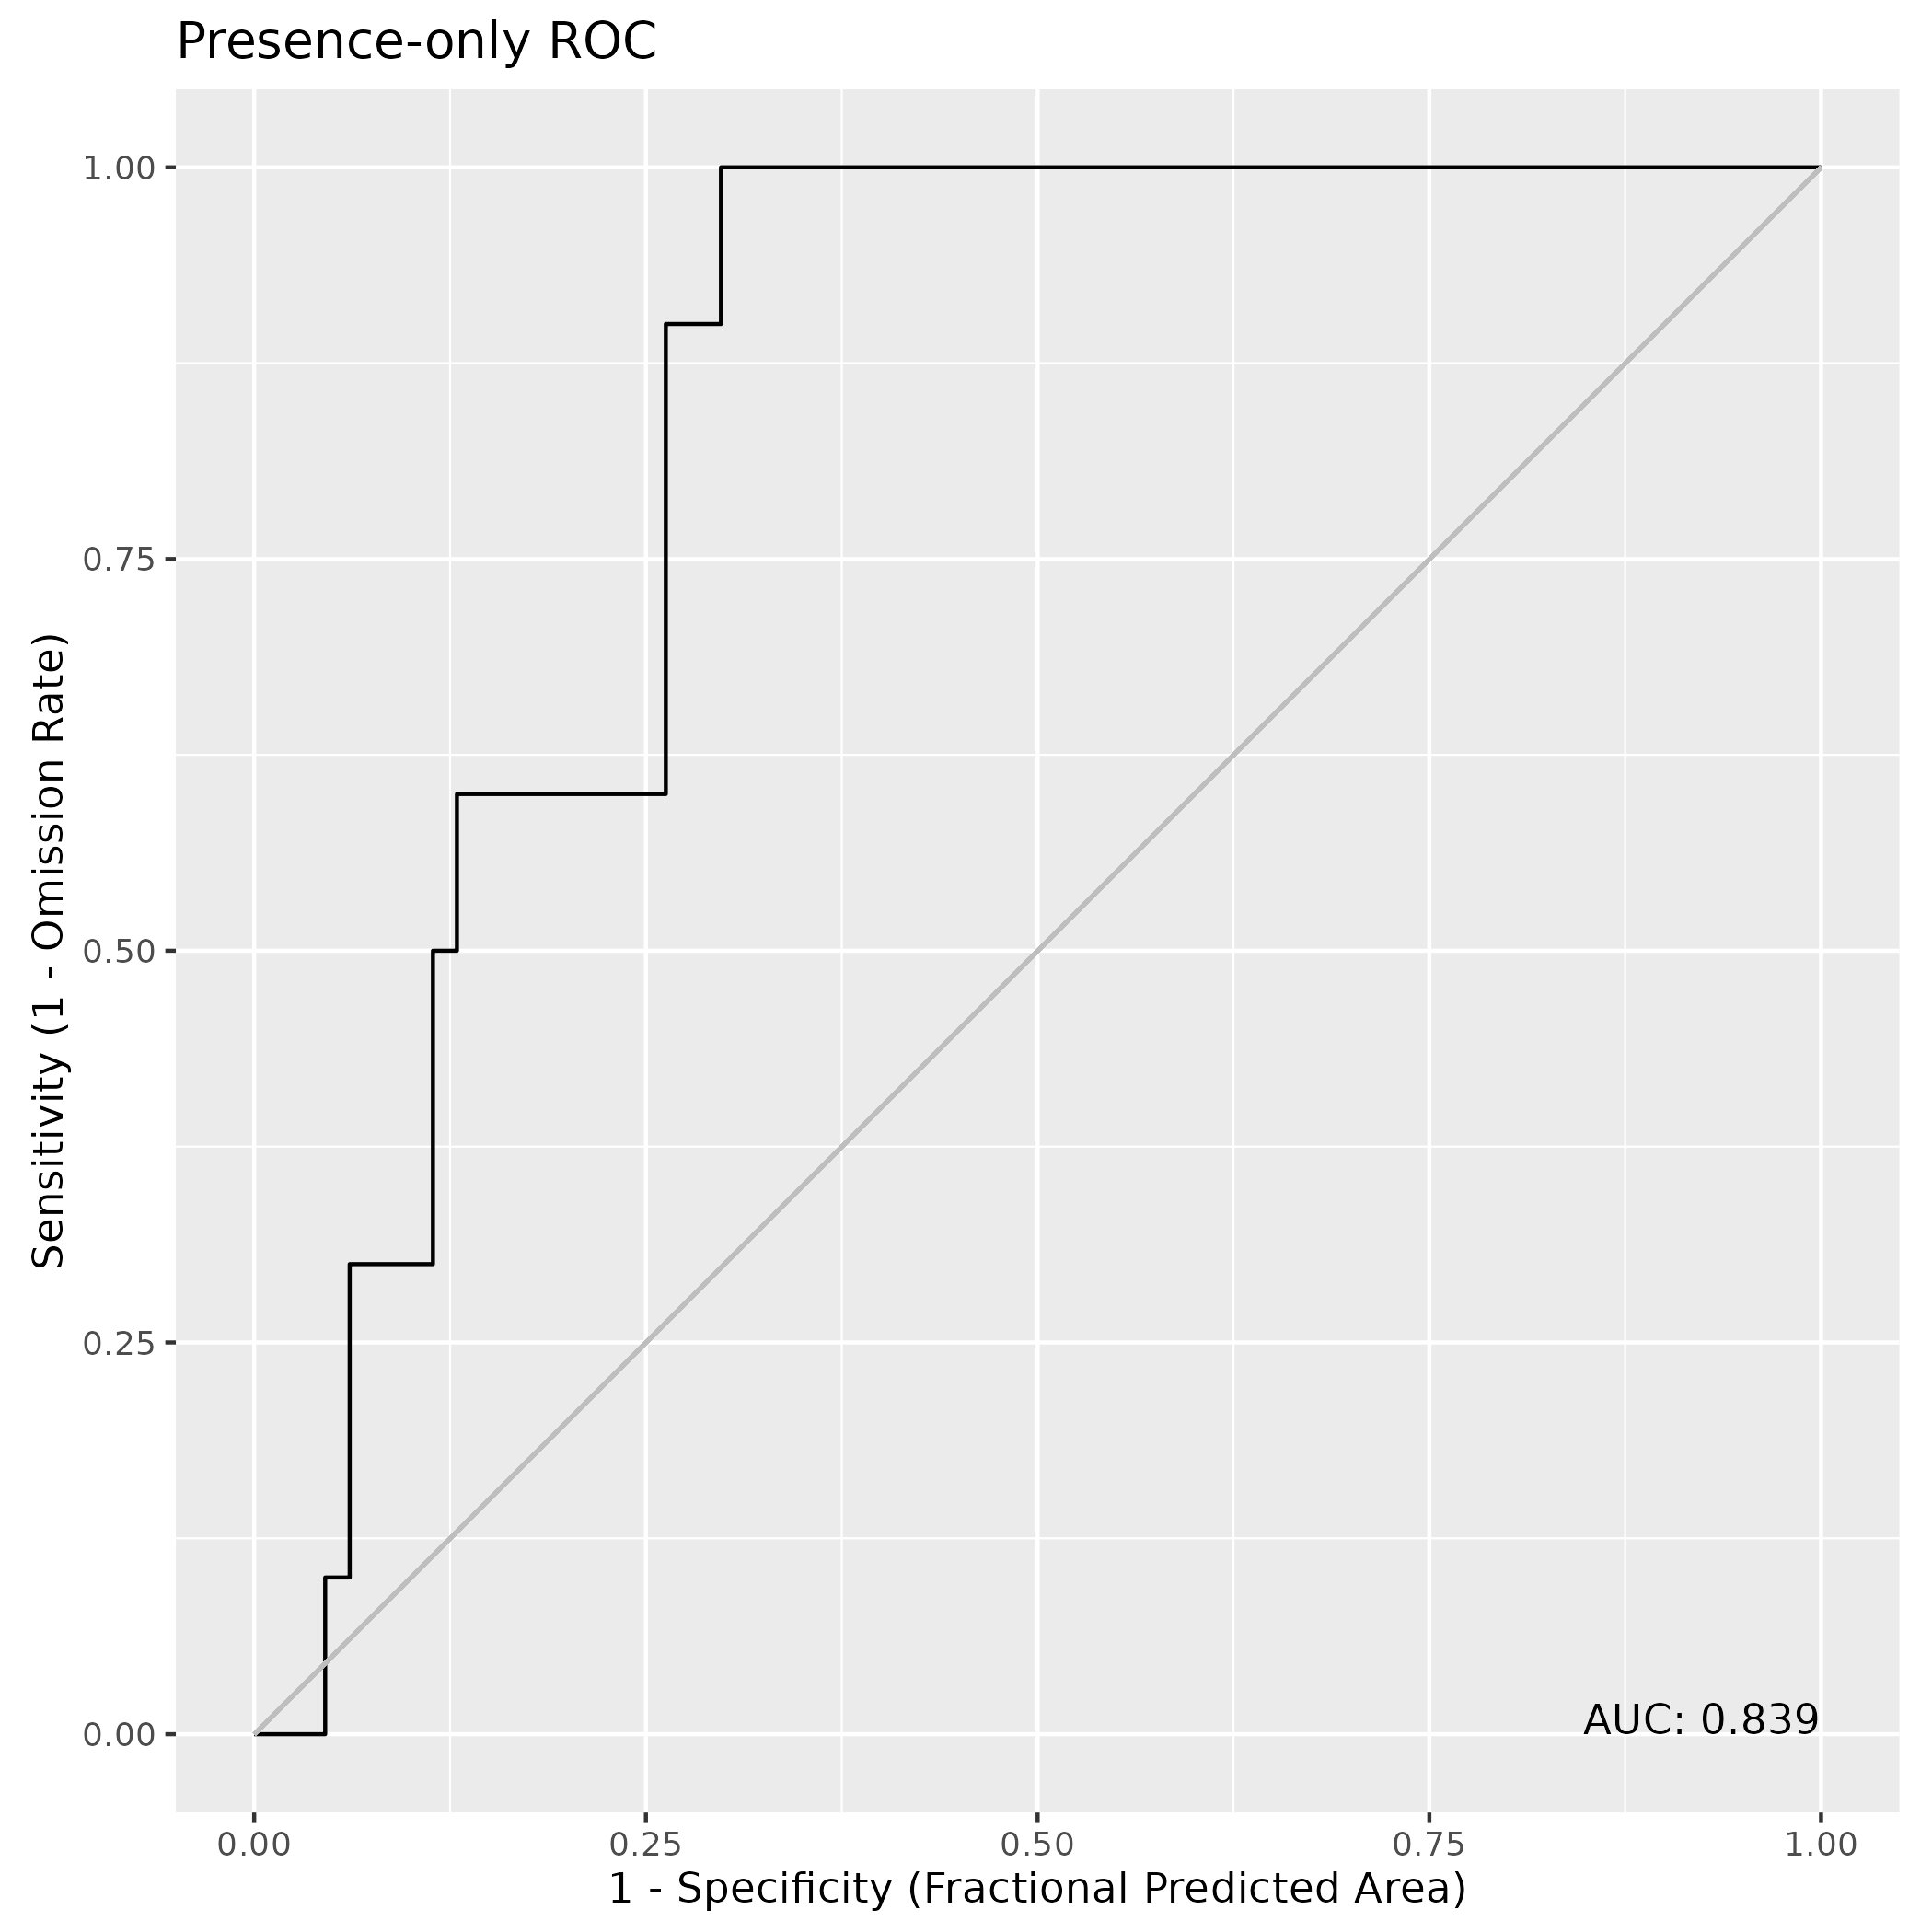 Presence-only ROC
Sensitivity (1 - Omission Rate)
1.00
0.75
0.50
0.25
0.00
AUC: 0.839
0.00 0.25 0.50 0.75 1.00
1 - Specificity (Fractional Predicted Area)